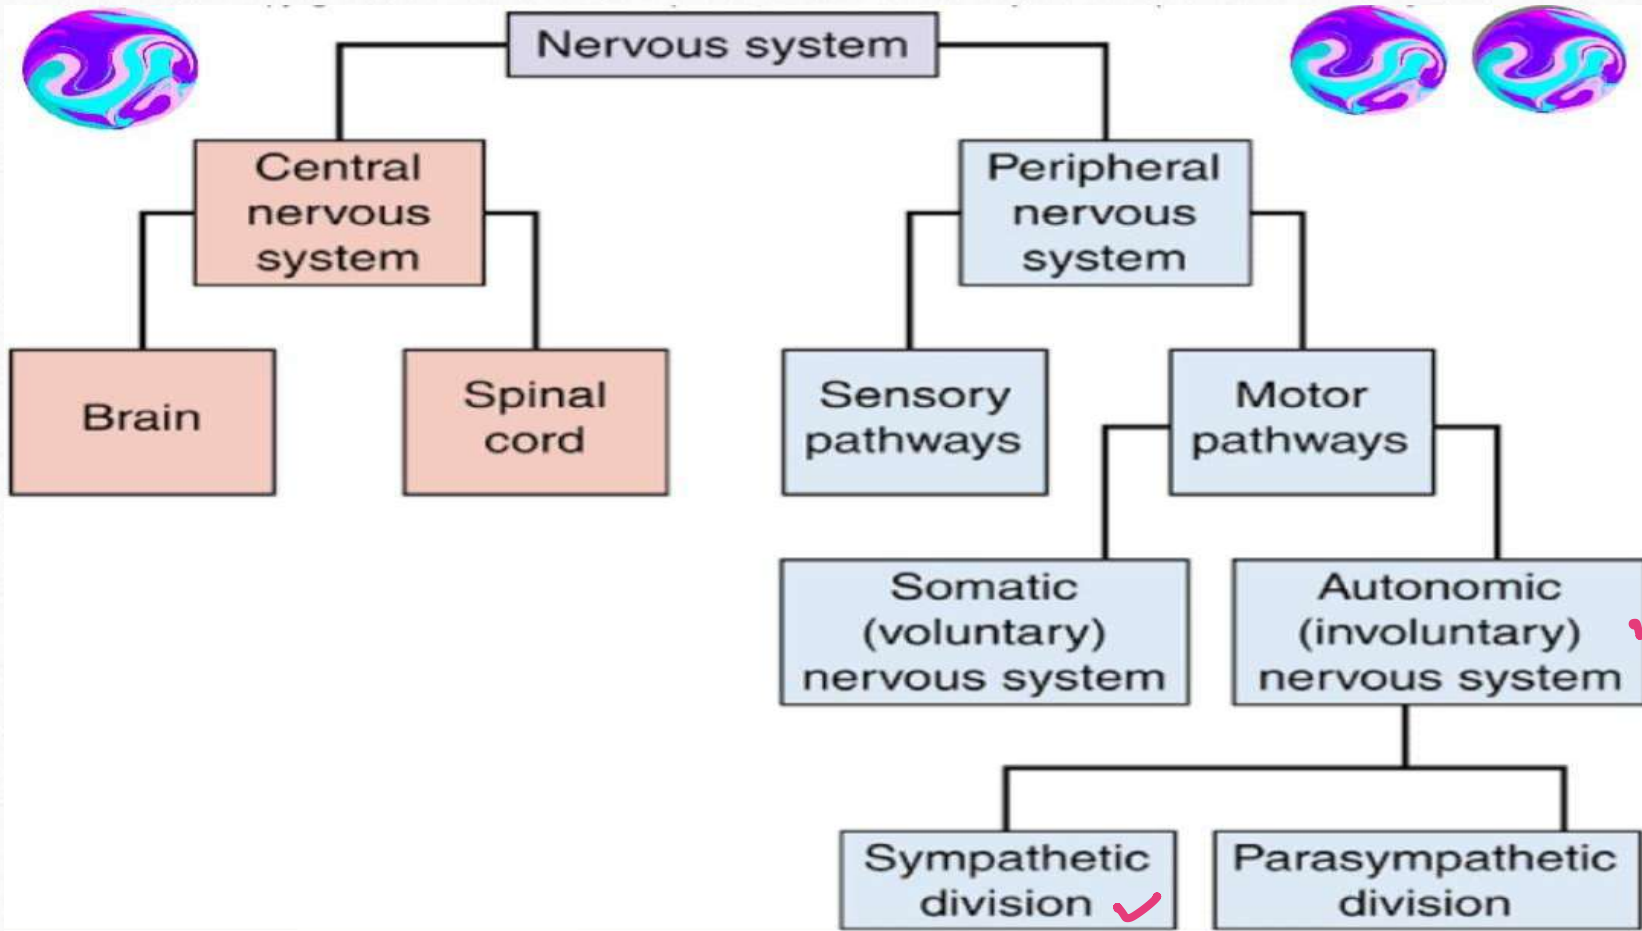 Nervous system
Central
nervous
system
Peripheral
nervous
system
Brain
Spinal
cord
Sensory
pathways
Motor
pathways
Somatic
(voluntary)
nervous system
Autonomic
(involuntary)
nervous system
Sympathetic
division
Parasympathetic
division